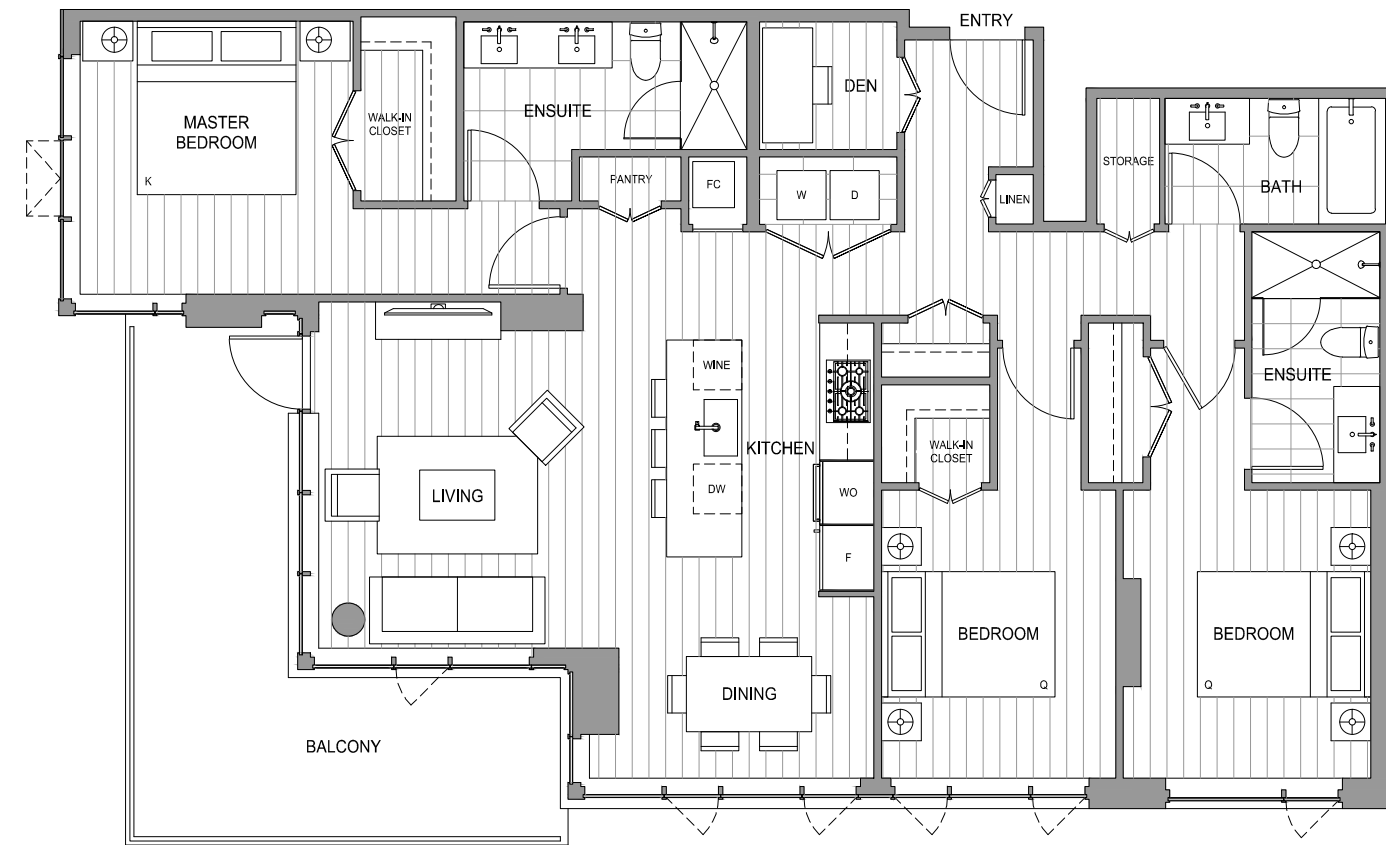 ENTRY
MASTER
BEDROOM
K
WALK-IN
CLOSET
ENSUITE
DEN
PANTRY
FC
W
D
LINEN
STORAGE
BATH
ENSUITE
WINE
KITCHEN
DW
WO
F
WALK-IN
CLOSET
LIVING
DINING
BEDROOM
Q
BEDROOM
Q
BALCONY